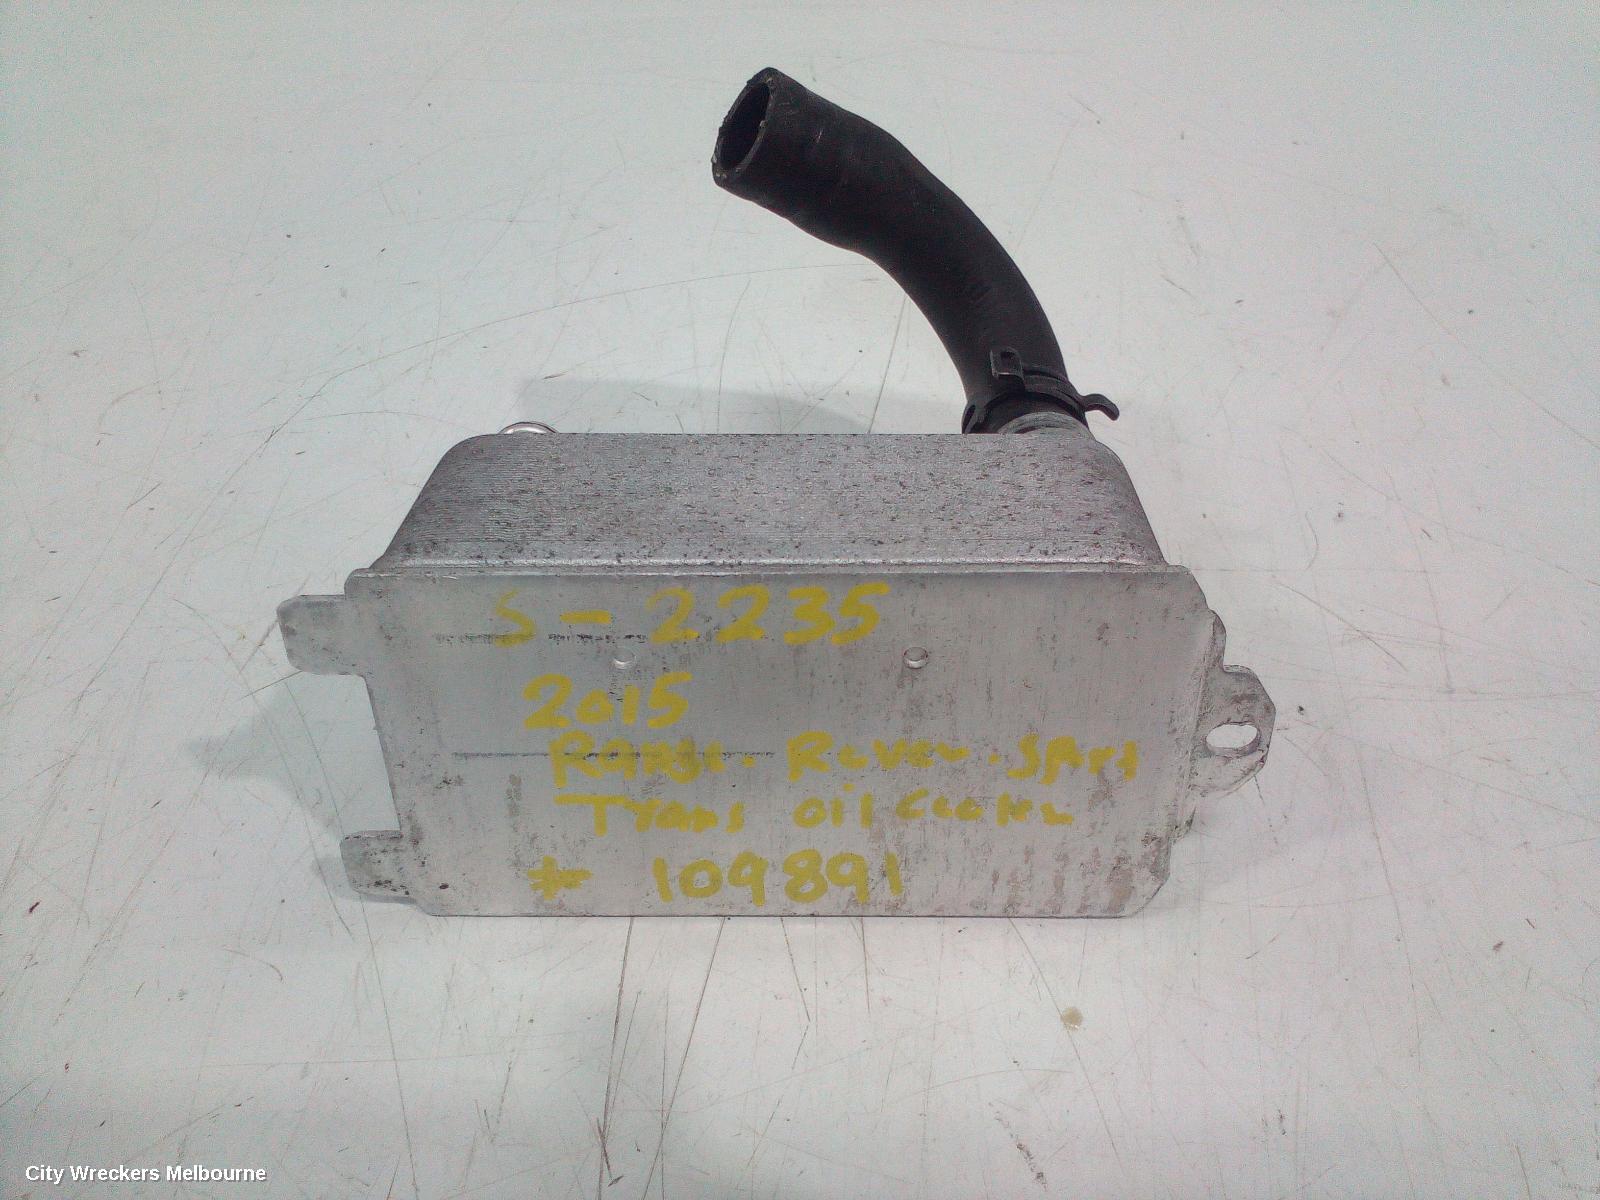 S-2235
2015
Range. Rover. Sport
Trans oil Cooler
* 109891
City Wreckers Melbourne